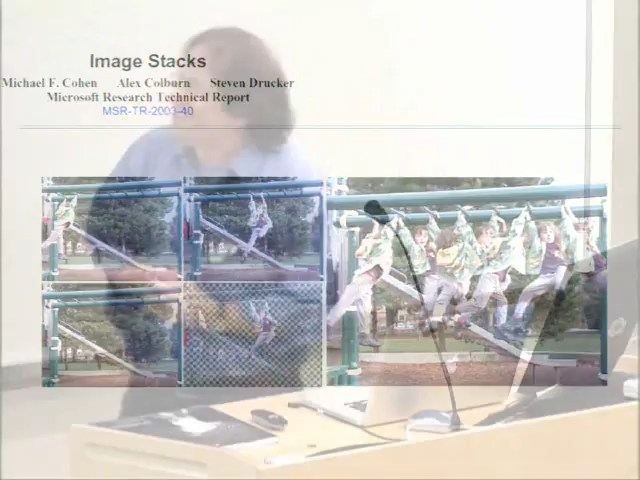 Image Stacks
Michael F. Cohen Alex Colburn Steven Drucker
Microsoft Research Technical Report
MSR-TR-2003-40